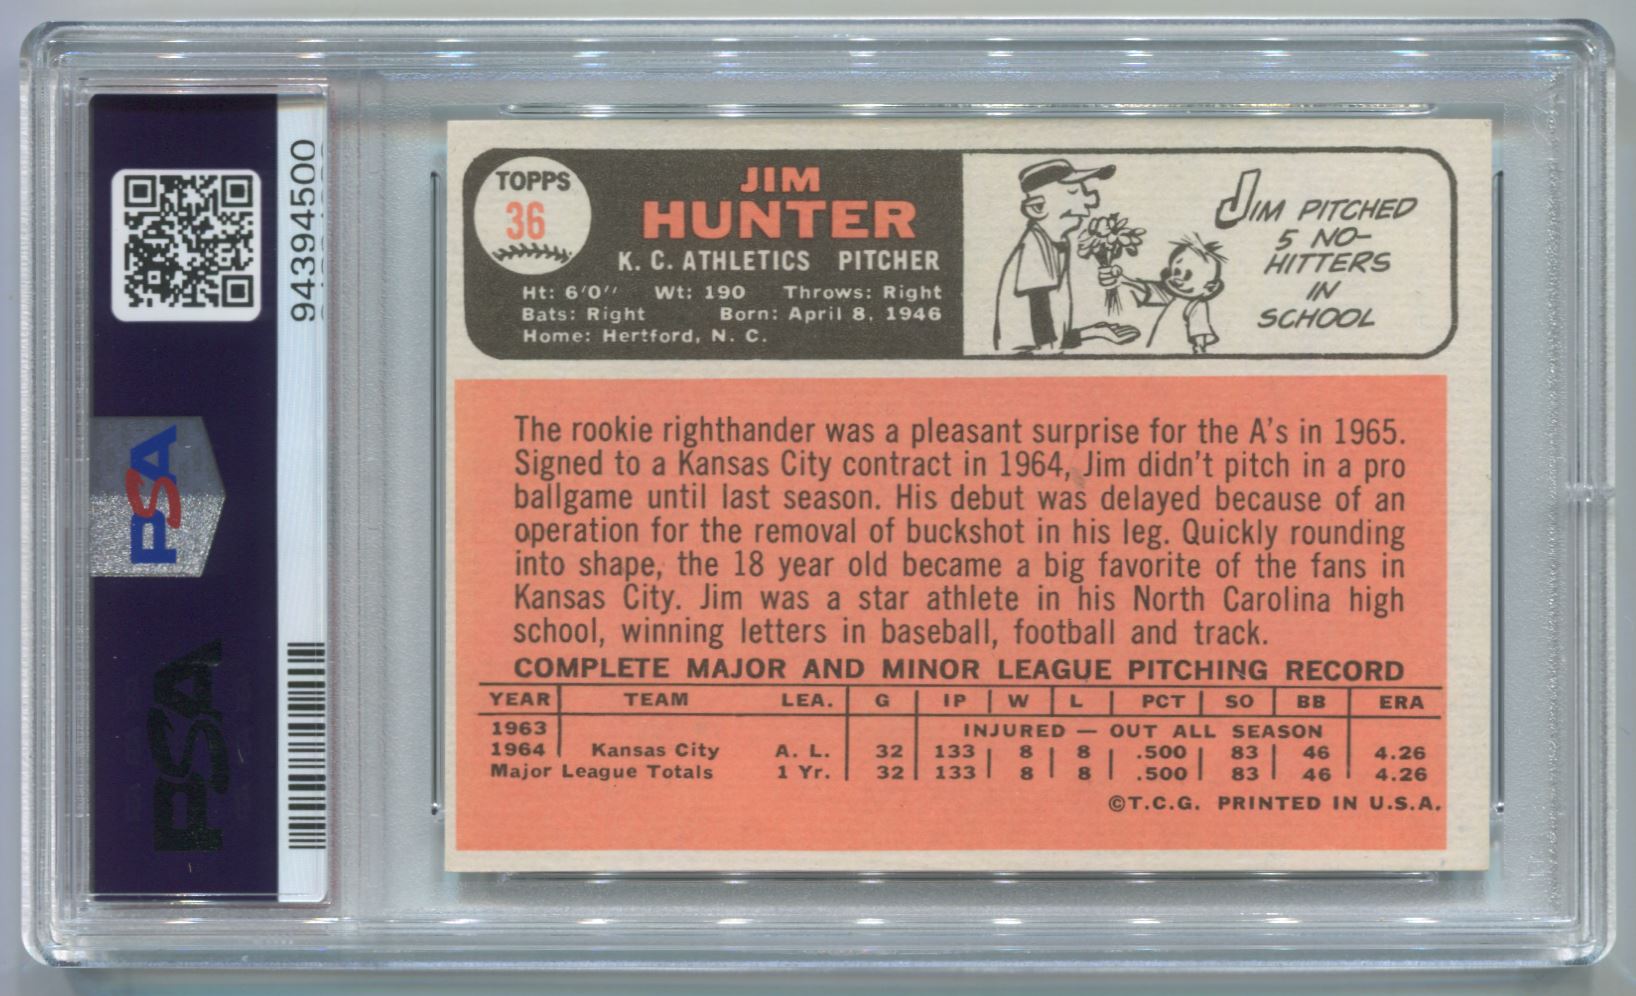 94394500
PSA
PSA
TOPPS
36
JIM
HUNTER
K. C. ATHLETICS PITCHER
Ht: 6'0" Wt: 190 Throws: Right
Bats: Right Born: April 8, 1946
Home: Hertford, N. C.
JIM PITCHED
5 NO-
HITTERS
IN
SCHOOL
The rookie righthander was a pleasant surprise for the A's in 1965.
Signed to a Kansas City contract in 1964, Jim didn't pitch in a pro
ballgame until last season. His debut was delayed because of an
operation for the removal of buckshot in his leg. Quickly rounding
into shape, the 18 year old became a big favorite of the fans in
Kansas City. Jim was a star athlete in his North Carolina high
school, winning letters in baseball, football and track.
COMPLETE MAJOR AND MINOR LEAGUE PITCHING RECORD
YEAR TEAM LEA. G IP W L PCT SO BB ERA
1963 INJURED — OUT ALL SEASON
1964 Kansas City A. L. 32 133 8 8 .500 83 46 4.26
Major League Totals 1 Yr. 32 133 8 8 .500 83 46 4.26
©T.C.G. PRINTED IN U.S.A.